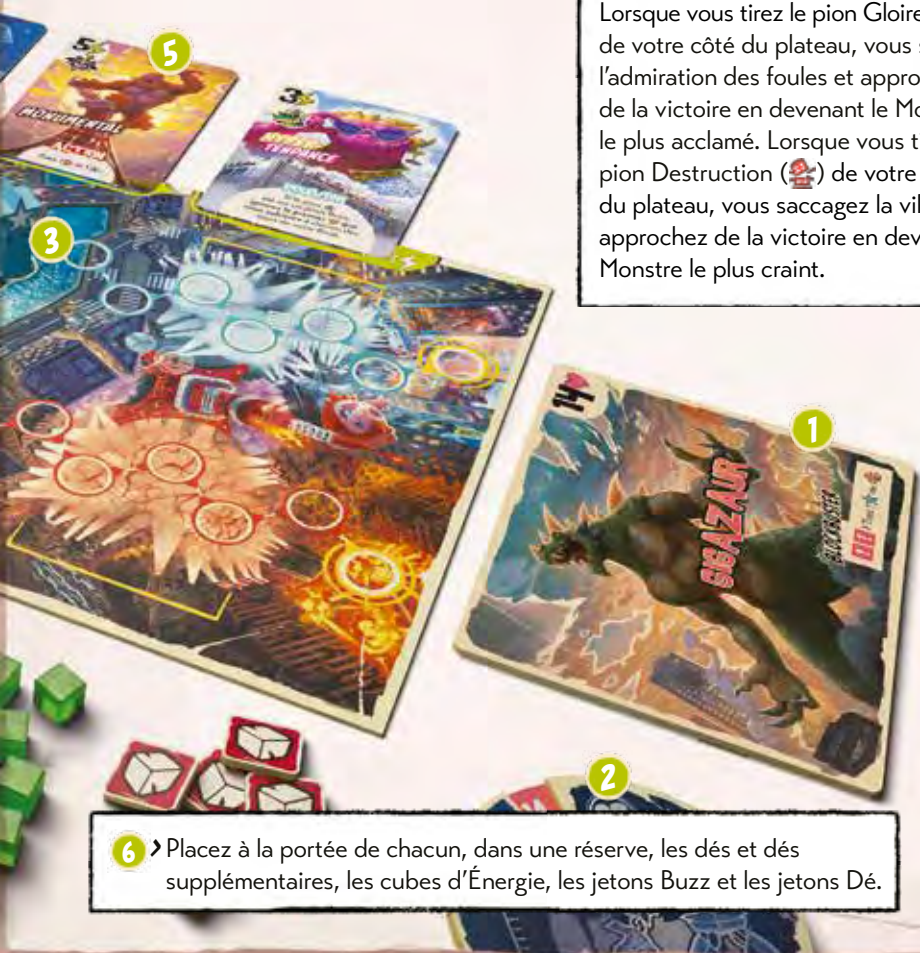 Lorsque vous tirez le pion Gloire
de votre côté du plateau, vous s
l'admiration des foules et appro
de la victoire en devenant le Mo
le plus acclamé. Lorsque vous t
pion Destruction () de votre
du plateau, vous saccagez la vil
approchez de la victoire en dev
Monstre le plus craint.
5
5
MONUMENTAL
3
TENDANCE
3
1
14
GIGAZAUR
BLOCKBUSTER
2
6 > Placez à la portée de chacun, dans une réserve, les dés et dés
supplémentaires, les cubes d'Énergie, les jetons Buzz et les jetons Dé.